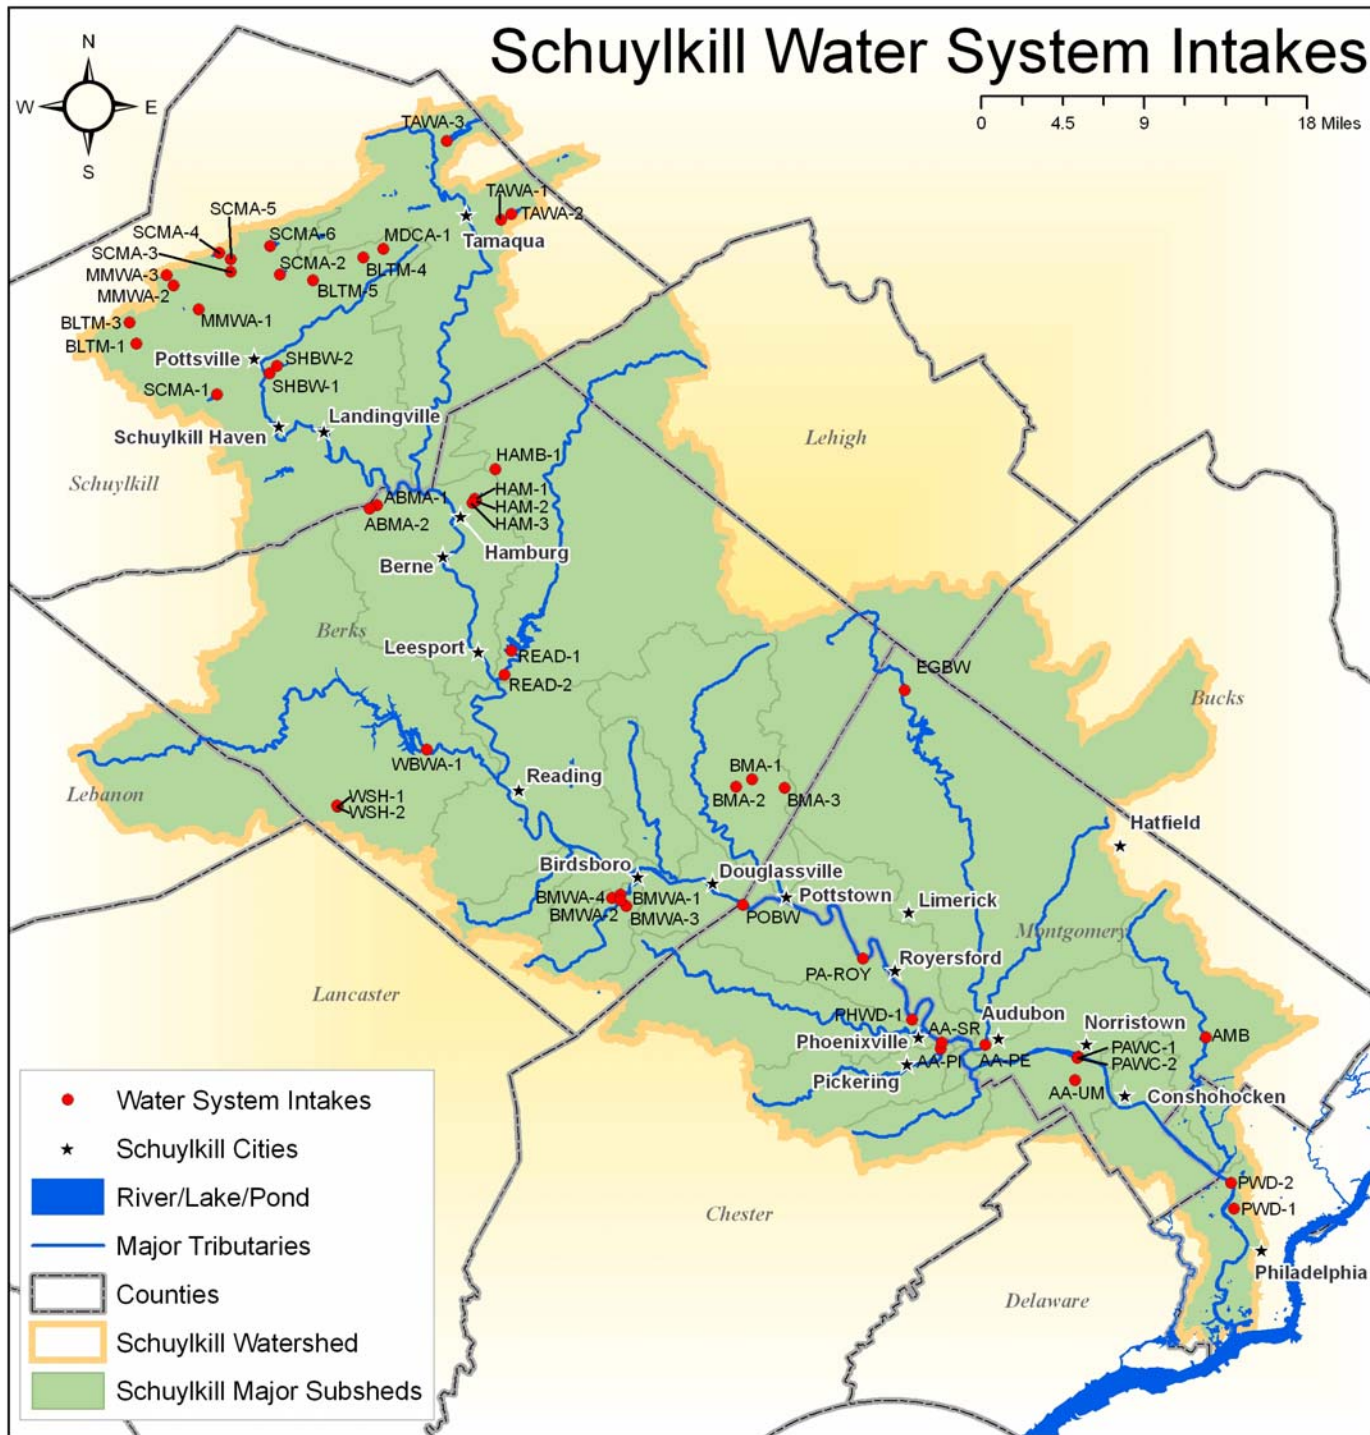 Schuylkill Water System Intakes
N
W
E
S
0
4.5
9
18 Miles
TAWA-3
TAWA-1
TAWA-2
Tamaqua
SCMA-5
SCMA-4
SCMA-6
MDCA-1
SCMA-3
SCMA-2
BLTM-4
MMWA-3
MMWA-2
BLTM-5
MMWA-1
BLTM-3
BLTM-1
Pottsville
SHBW-2
SHBW-1
SCMA-1
Landingville
Schuylkill Haven
Lehigh
Schuylkill
HAMB-1
HAM-1
HAM-2
HAM-3
ABMA-1
ABMA-2
Hamburg
Berne
Berks
Leesport
READ-1
READ-2
EGBW
Bucks
WBWA-1
Reading
BMA-1
BMA-2
BMA-3
Lebanon
WSH-1
WSH-2
Hatfield
Birdsboro
Douglassville
BMWA-4
BMWA-1
BMWA-2
BMWA-3
Pottstown
POBW
Limerick
Montgomery
Royersford
PA-ROY
Lancaster
PHWD-1
AA-SR
Audubon
Norristown
AMB
Phoenixville
AA-PI
AA-PE
PAWC-1
PAWC-2
Pickering
AA-UM
Conshohocken
PWD-2
PWD-1
Chester
Philadelphia
Delaware
Water System Intakes
Schuylkill Cities
River/Lake/Pond
Major Tributaries
Counties
Schuylkill Watershed
Schuylkill Major Subsheds